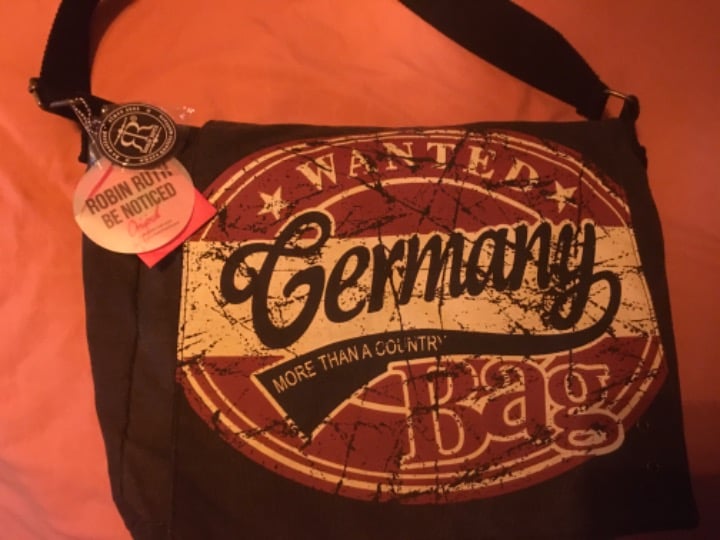 WANTED
Germany
MORE THAN A COUNTRY
Bag
ROBIN RUTH
BE NOTICED
Original